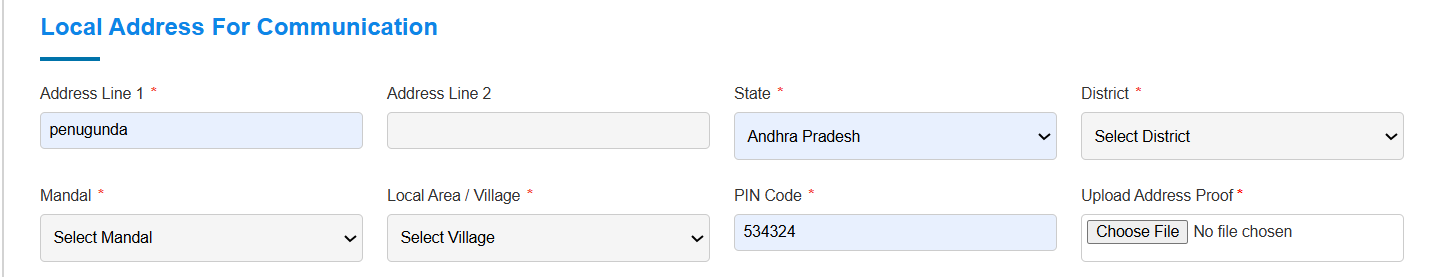 Local Address For Communication
Address Line 1 * Address Line 2 State * District *
penugunda Andhra Pradesh Select District
Mandal * Local Area / Village * PIN Code * Upload Address Proof *
Select Mandal Select Village 534324 Choose File No file chosen